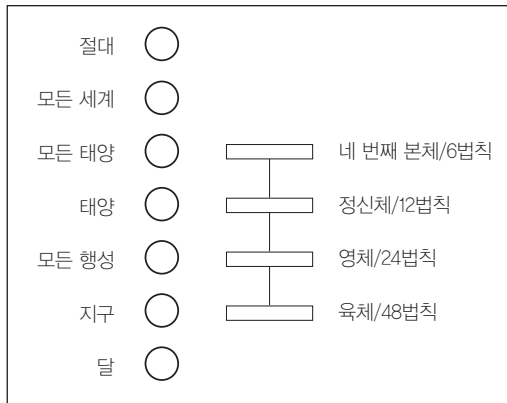 절대
모든 세계
모든 태양 네 번째 본체/6법칙
태양 정신체/12법칙
모든 행성 영체/24법칙
지구 육체/48법칙
달